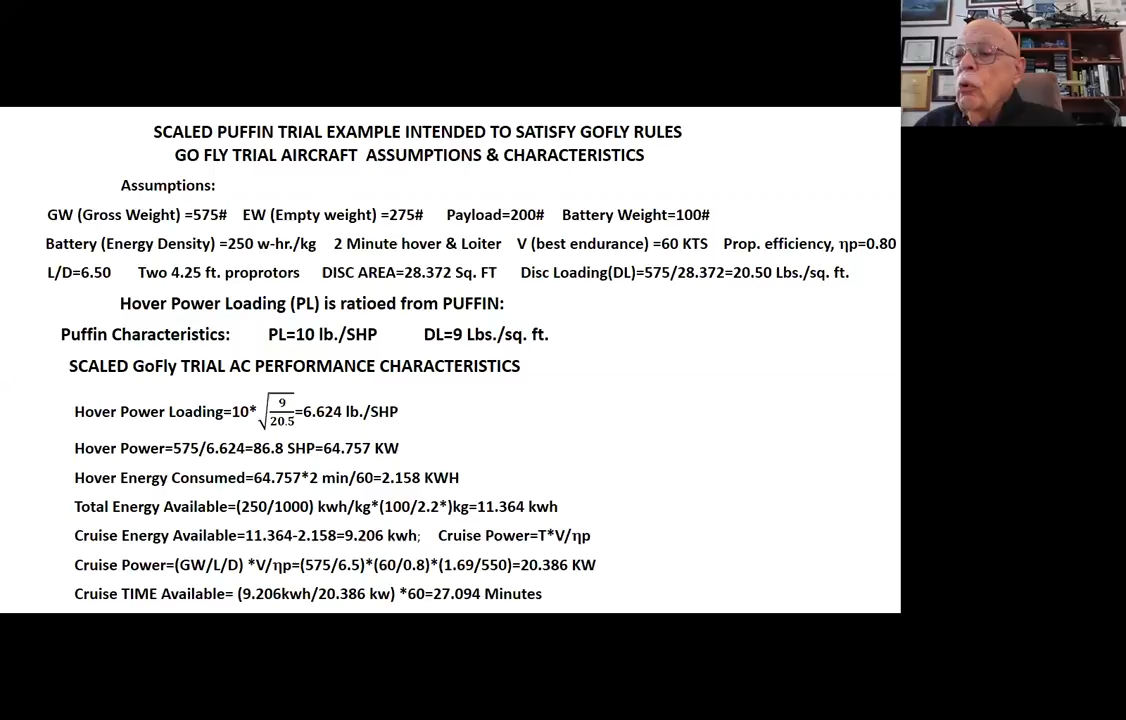 SCALED PUFFIN TRIAL EXAMPLE INTENDED TO SATISFY GOFLY RULES
GO FLY TRIAL AIRCRAFT ASSUMPTIONS & CHARACTERISTICS
Assumptions:
GW (Gross Weight) =575# EW (Empty weight) =275# Payload=200# Battery Weight=100#
Battery (Energy Density) =250 w-hr./kg 2 Minute hover & Loiter V (best endurance) =60 KTS Prop. efficiency, ηp=0.80
L/D=6.50 Two 4.25 ft. proprotors DISC AREA=28.372 Sq. FT Disc Loading(DL)=575/28.372=20.50 Lbs./sq. ft.
Hover Power Loading (PL) is ratioed from PUFFIN:
Puffin Characteristics: PL=10 lb./SHP DL=9 Lbs./sq. ft.
SCALED GoFly TRIAL AC PERFORMANCE CHARACTERISTICS
Hover Power Loading=10*√(9/20.5)=6.624 lb./SHP
Hover Power=575/6.624=86.8 SHP=64.757 KW
Hover Energy Consumed=64.757*2 min/60=2.158 KWH
Total Energy Available=(250/1000) kwh/kg*(100/2.2*)kg=11.364 kwh
Cruise Energy Available=11.364-2.158=9.206 kwh; Cruise Power=T*V/ηp
Cruise Power=(GW/L/D) *V/ηp=(575/6.5)*(60/0.8)*(1.69/550)=20.386 KW
Cruise TIME Available= (9.206kwh/20.386 kw) *60=27.094 Minutes